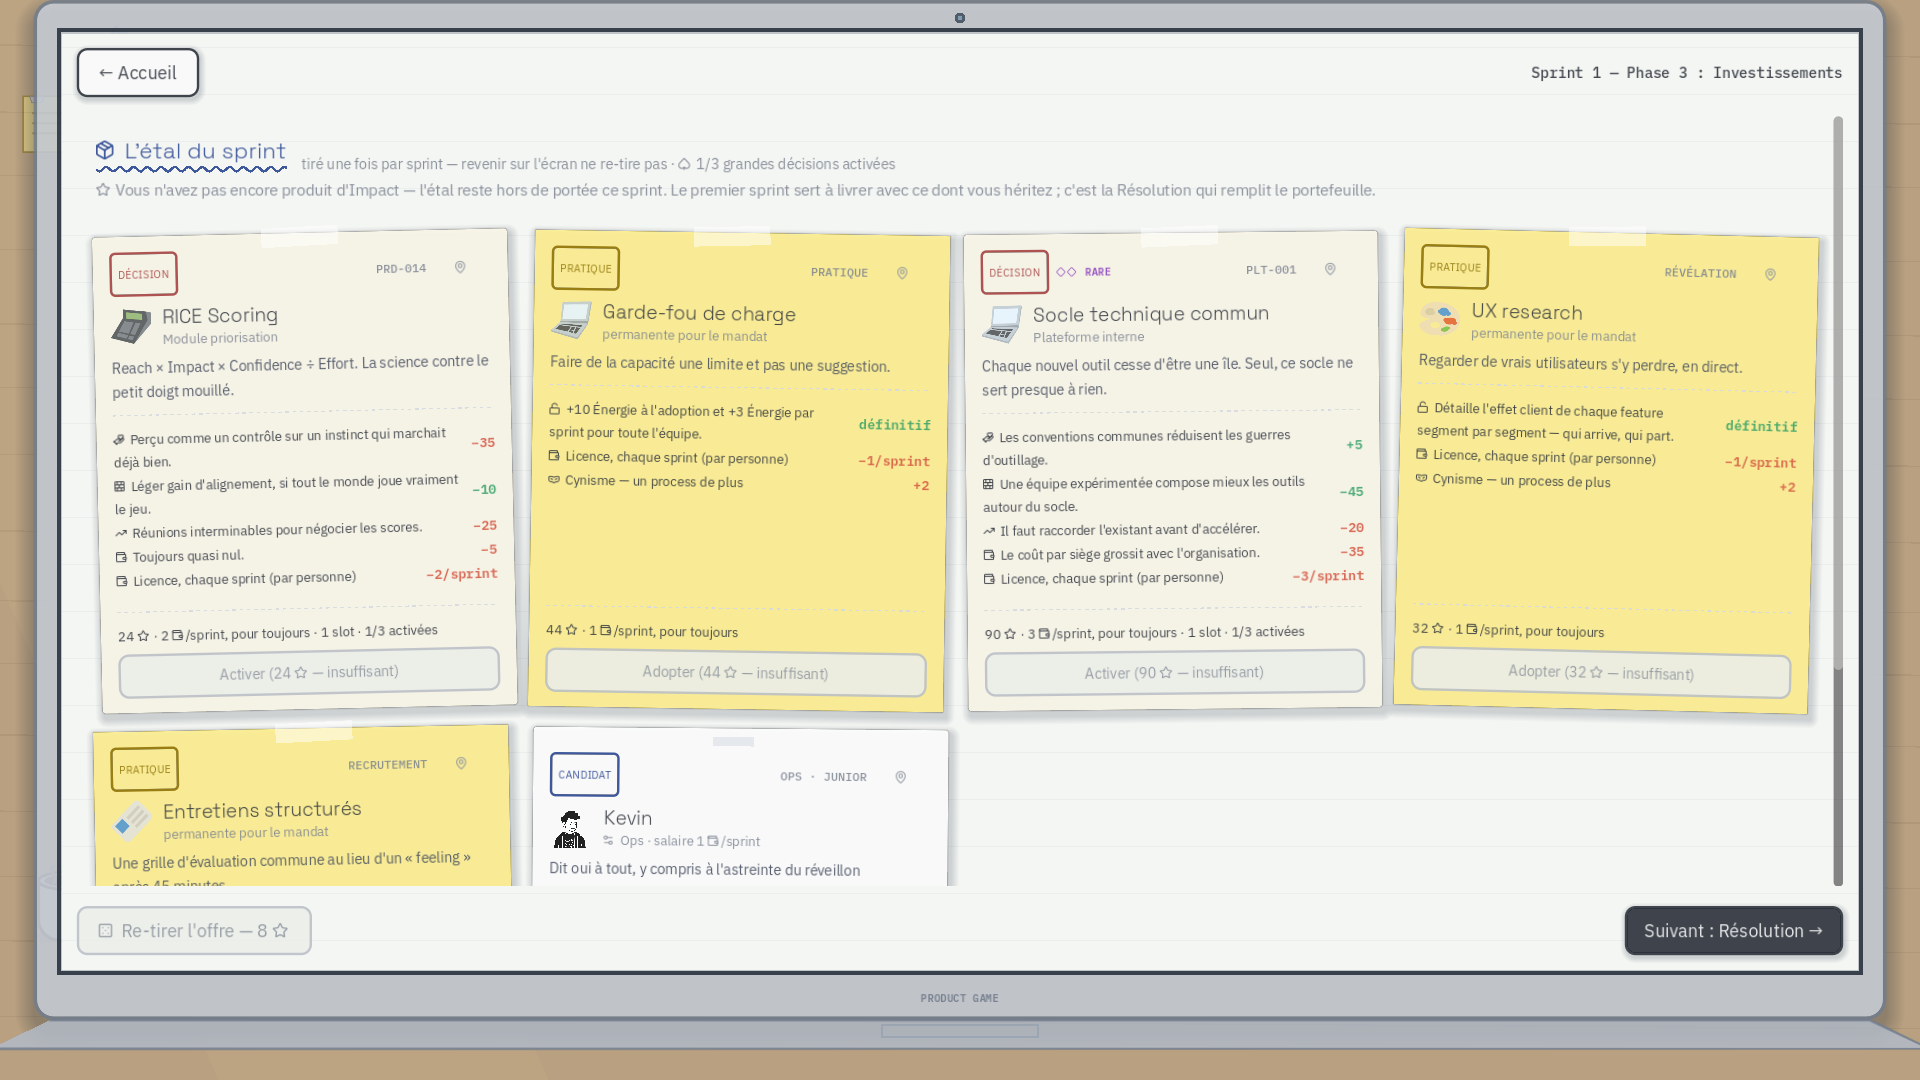 ← Accueil
Sprint 1 — Phase 3 : Investissements
L'étal du sprint
tiré une fois par sprint — revenir sur l'écran ne re-tire pas · 1/3 grandes décisions activées
Vous n'avez pas encore produit d'Impact — l'étal reste hors de portée ce sprint. Le premier sprint sert à livrer avec ce dont vous héritez ; c'est la Résolution qui remplit le portefeuille.
DÉCISION
PRD-014
RICE Scoring
Module priorisation
Reach × Impact × Confidence ÷ Effort. La science contre le
petit doigt mouillé.
Perçu comme un contrôle sur un instinct qui marchait
déjà bien.
−35
Léger gain d'alignement, si tout le monde joue vraiment
le jeu.
−10
Réunions interminables pour négocier les scores.
−25
Toujours quasi nul.
−5
Licence, chaque sprint (par personne)
−2/sprint
24 ☆ · 2 /sprint, pour toujours · 1 slot · 1/3 activées
Activer (24 ☆ — insuffisant)
PRATIQUE
PRATIQUE
Garde-fou de charge
permanente pour le mandat
Faire de la capacité une limite et pas une suggestion.
+10 Énergie à l'adoption et +3 Énergie par
sprint pour toute l'équipe.
définitif
Licence, chaque sprint (par personne)
−1/sprint
Cynisme — un process de plus
+2
44 ☆ · 1 /sprint, pour toujours
Adopter (44 ☆ — insuffisant)
DÉCISION
◇◇ RARE
PLT-001
Socle technique commun
Plateforme interne
Chaque nouvel outil cesse d'être une île. Seul, ce socle ne
sert presque à rien.
Les conventions communes réduisent les guerres
d'outillage.
+5
Une équipe expérimentée compose mieux les outils
autour du socle.
−45
Il faut raccorder l'existant avant d'accélérer.
−20
Le coût par siège grossit avec l'organisation.
−35
Licence, chaque sprint (par personne)
−3/sprint
90 ☆ · 3 /sprint, pour toujours · 1 slot · 1/3 activées
Activer (90 ☆ — insuffisant)
PRATIQUE
RÉVÉLATION
UX research
permanente pour le mandat
Regarder de vrais utilisateurs s'y perdre, en direct.
Détaille l'effet client de chaque feature
segment par segment — qui arrive, qui part.
définitif
Licence, chaque sprint (par personne)
−1/sprint
Cynisme — un process de plus
+2
32 ☆ · 1 /sprint, pour toujours
Adopter (32 ☆ — insuffisant)
PRATIQUE
RECRUTEMENT
Entretiens structurés
permanente pour le mandat
Une grille d'évaluation commune au lieu d'un « feeling »
après 45 minutes
CANDIDAT
OPS · JUNIOR
Kevin
Ops · salaire 1 /sprint
Dit oui à tout, y compris à l'astreinte du réveillon
Re-tirer l'offre — 8 ☆
Suivant : Résolution →
PRODUCT GAME